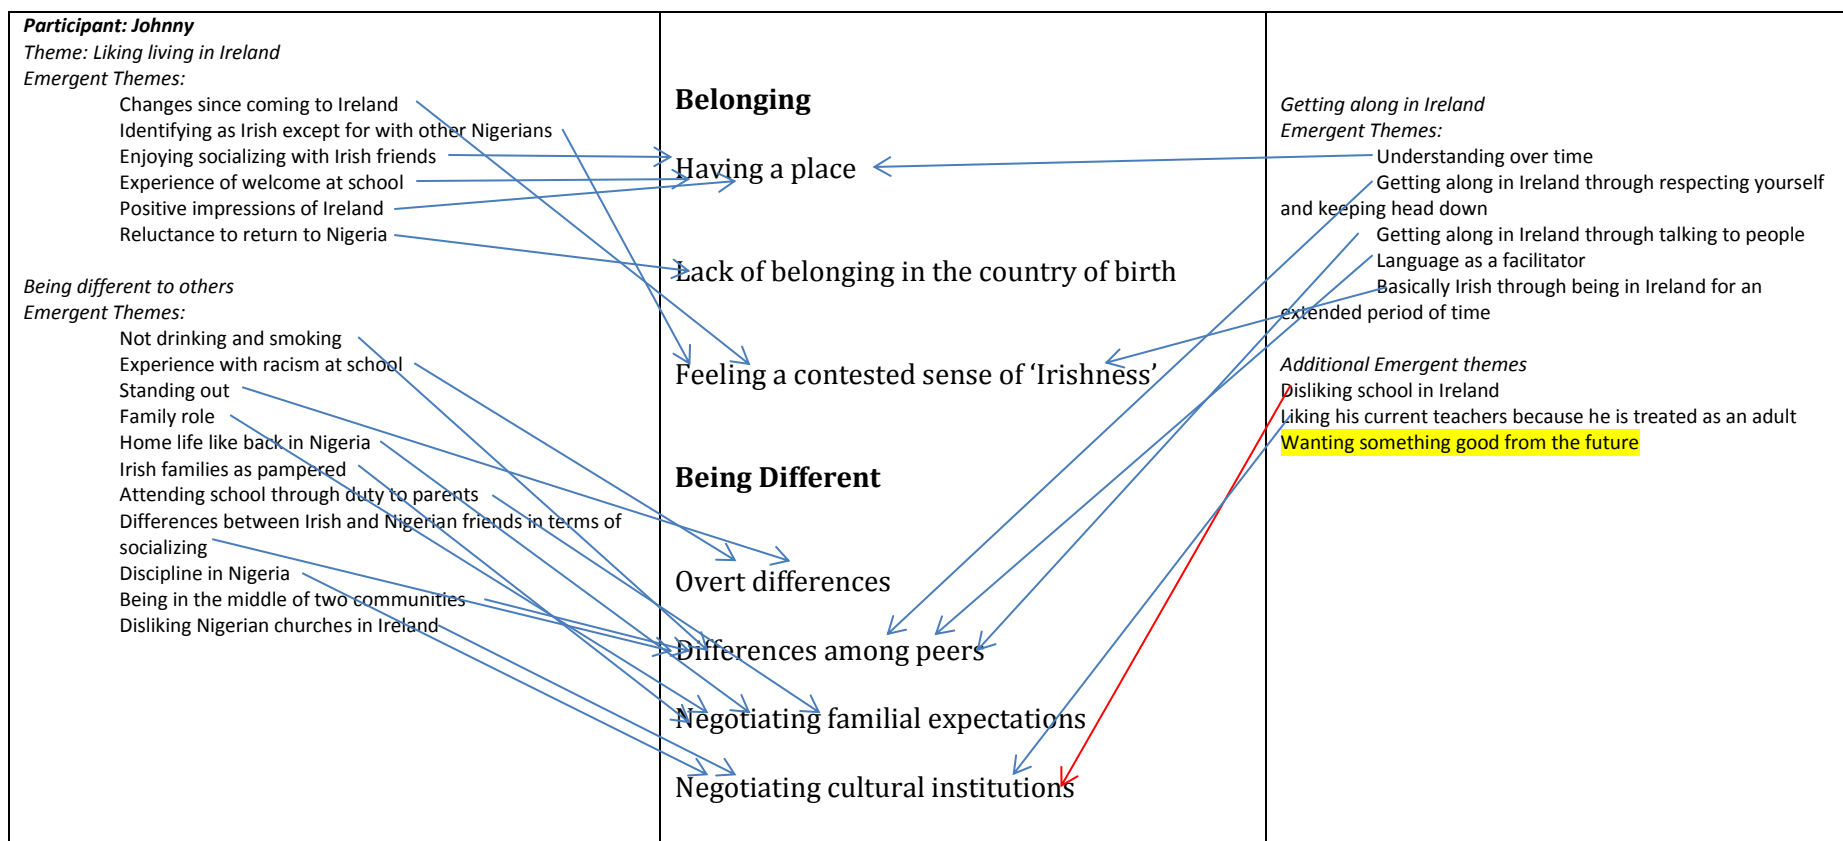 Participant: Johnny
Theme: Liking living in Ireland
Emergent Themes:
Changes since coming to Ireland
Identifying as Irish except for with other Nigerians
Enjoying socializing with Irish friends
Experience of welcome at school
Positive impressions of Ireland
Reluctance to return to Nigeria
Being different to others
Emergent Themes:
Not drinking and smoking
Experience with racism at school
Standing out
Family role
Home life like back in Nigeria
Irish families as pampered
Attending school through duty to parents
Differences between Irish and Nigerian friends in terms of
socializing
Discipline in Nigeria
Being in the middle of two communities
Disliking Nigerian churches in Ireland
Belonging
Having a place
Lack of belonging in the country of birth
Feeling a contested sense of ‘Irishness’
Being Different
Overt differences
Differences among peers
Negotiating familial expectations
Negotiating cultural institutions
Getting along in Ireland
Emergent Themes:
Understanding over time
Getting along in Ireland through respecting yourself
and keeping head down
Getting along in Ireland through talking to people
Language as a facilitator
Basically Irish through being in Ireland for an
extended period of time
Additional Emergent themes
Disliking school in Ireland
Liking his current teachers because he is treated as an adult
Wanting something good from the future